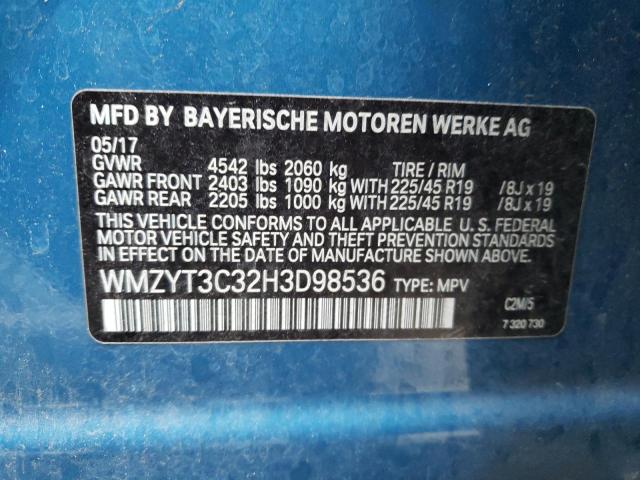 MFD BY BAYERISCHE MOTOREN WERKE AG
05/17
GVWR 4542 lbs 2060 kg TIRE / RIM
GAWR FRONT 2403 lbs 1090 kg WITH 225/45 R19 /8J x 19
GAWR REAR 2205 lbs 1000 kg WITH 225/45 R19 /8J x 19
THIS VEHICLE CONFORMS TO ALL APPLICABLE U. S. FEDERAL
MOTOR VEHICLE SAFETY AND THEFT PREVENTION STANDARDS
IN EFFECT ON THE DATE OF MANUFACTURE SHOWN ABOVE.
WMZYT3C32H3D98536 TYPE: MPV
C2M/5
7 320 730